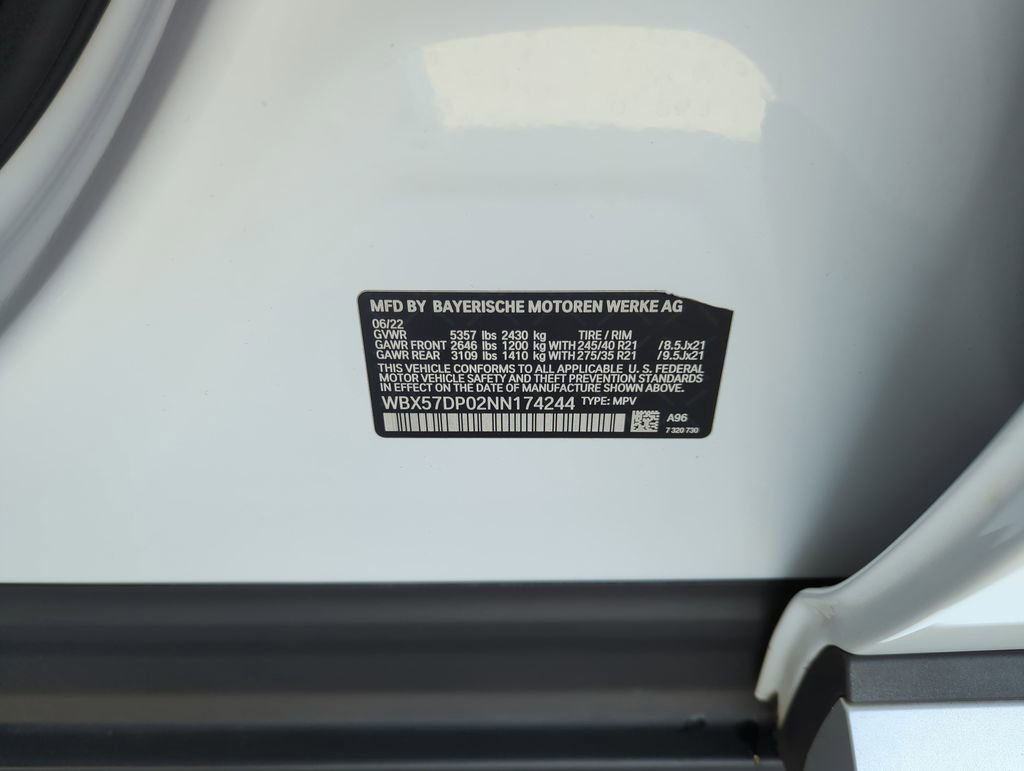 MFD BY BAYERISCHE MOTOREN WERKE AG
06/22
GVWR 5357 lbs 2430 kg TIRE / RIM
GAWR FRONT 2646 lbs 1200 kg WITH 245/40 R21 /8.5Jx21
GAWR REAR 3109 lbs 1410 kg WITH 275/35 R21 /9.5Jx21
THIS VEHICLE CONFORMS TO ALL APPLICABLE U. S. FEDERAL
MOTOR VEHICLE SAFETY AND THEFT PREVENTION STANDARDS
IN EFFECT ON THE DATE OF MANUFACTURE SHOWN ABOVE.
WBX57DP02NN174244 TYPE: MPV
A96
7 320 730